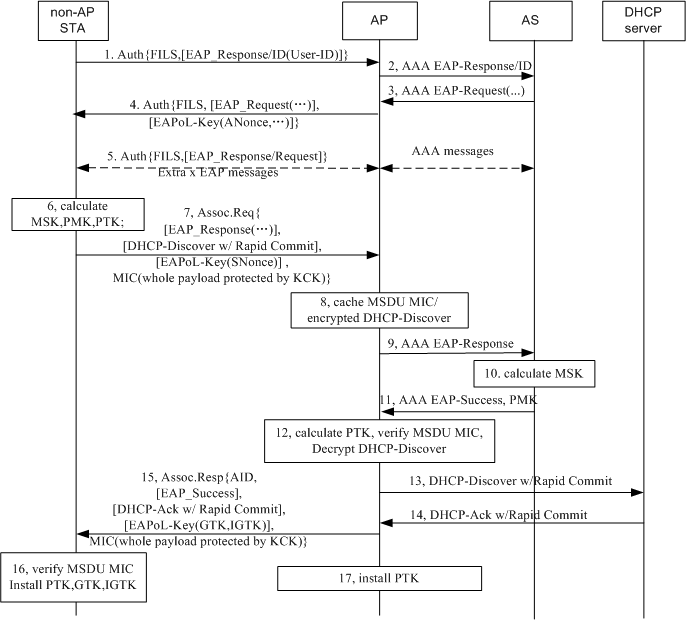 non-AP
STA
AP
AS
DHCP
server
1. Auth{FILS,[EAP_Response/ID(User-ID)]}
2, AAA EAP-Response/ID
3, AAA EAP-Request(...)
4. Auth{FILS, [EAP_Request(⋯)],
[EAPoL-Key(ANonce,⋯)]}
5. Auth{FILS,[EAP_Response/Request]}
Extra x EAP messages
AAA messages
6, calculate
MSK,PMK,PTK;
7, Assoc.Req{
[EAP_Response(⋯)],
[DHCP-Discover w/ Rapid Commit],
[EAPoL-Key(SNonce)] ,
MIC(whole payload protected by KCK)}
8, cache MSDU MIC/
encrypted DHCP-Discover
9, AAA EAP-Response
10. calculate MSK
11, AAA EAP-Success, PMK
12, calculate PTK, verify MSDU MIC,
Decrypt DHCP-Discover
13, DHCP-Discover w/Rapid Commit
14, DHCP-Ack w/Rapid Commit
15, Assoc.Resp{AID,
[EAP_Success],
[DHCP-Ack w/ Rapid Commit],
[EAPoL-Key(GTK,IGTK)],
MIC(whole payload protected by KCK)}
16, verify MSDU MIC
Install PTK,GTK,IGTK
17, install PTK